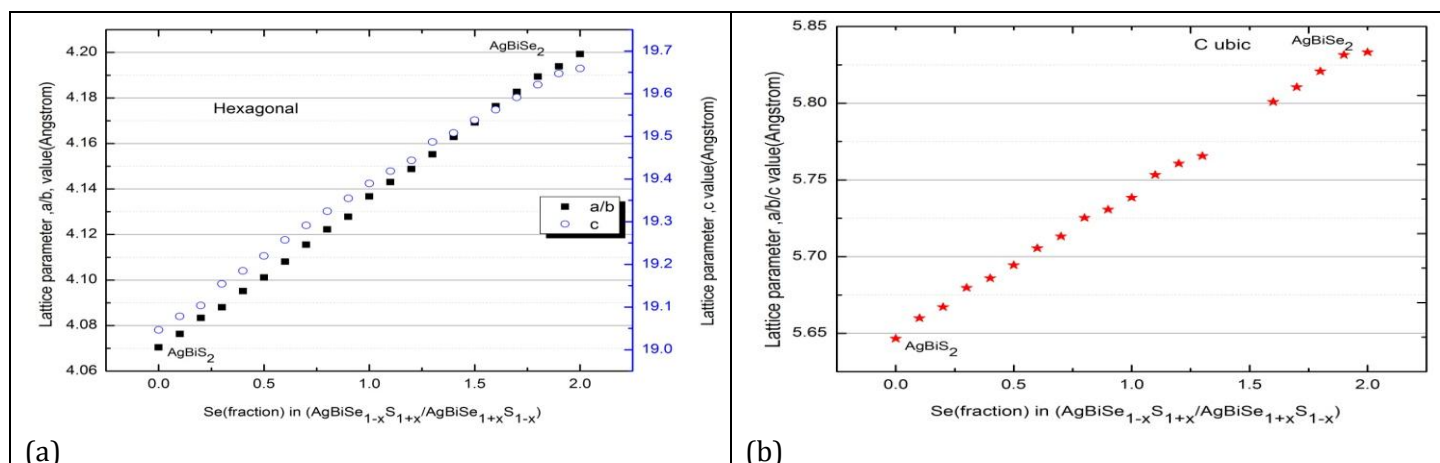 Lattice parameter ,a/b, value(Angstrom)
4.20
4.18
4.16
4.14
4.12
4.10
4.08
4.06
AgBiSe2
Hexagonal
a/b
c
AgBiS2
0.0 0.5 1.0 1.5 2.0
Se(fraction) in (AgBiSe1-xS1+x/AgBiSe1+xS1-x)
19.7
19.6
19.5
19.4
19.3
19.2
19.1
19.0
Lattice parameter ,c value(Angstrom)
(a)
Lattice parameter ,a/b/c value(Angstrom)
5.85
5.80
5.75
5.70
5.65
C ubic
AgBiSe2
AgBiS2
0.0 0.5 1.0 1.5 2.0
Se(fraction) in (AgBiSe1-xS1+x/AgBiSe1+xS1-x)
(b)